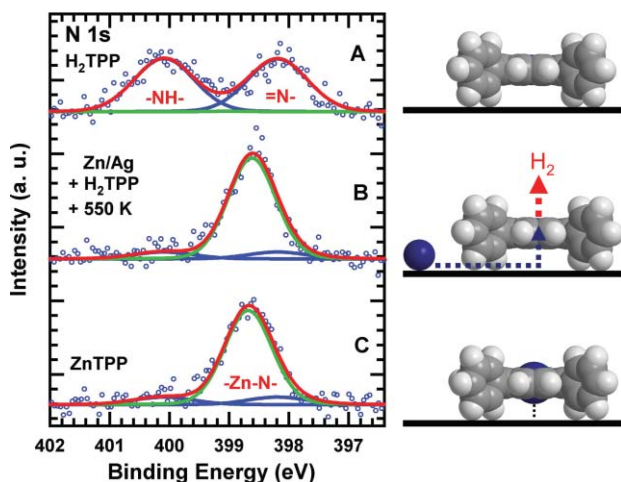 N 1s
H₂TPP
A
-NH-
=N-
Zn/Ag
+ H₂TPP
+ 550 K
B
H₂
ZnTPP
C
-Zn-N-
Intensity (a. u.)
402 401 400 399 398 397
Binding Energy (eV)